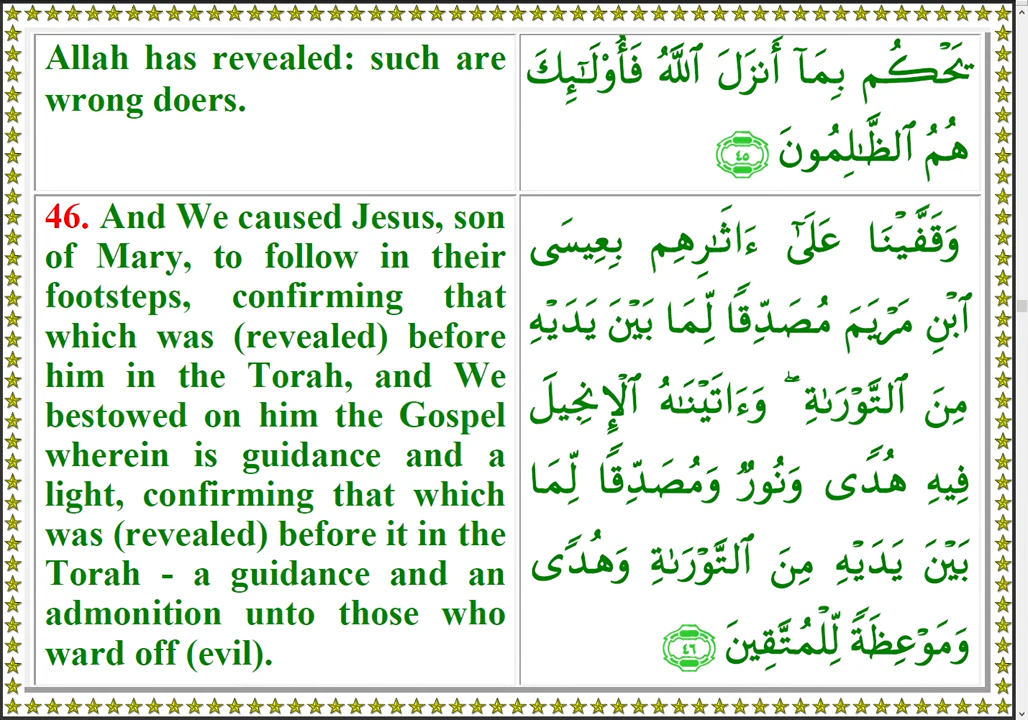 Allah has revealed: such are
wrong doers.
يَحْكُم بِمَآ أَنزَلَ ٱللَّهُ فَأُو۟لَـٰٓئِكَ
هُمُ ٱلظَّـٰلِمُونَ ٤٥
46. And We caused Jesus, son
of Mary, to follow in their
footsteps, confirming that
which was (revealed) before
him in the Torah, and We
bestowed on him the Gospel
wherein is guidance and a
light, confirming that which
was (revealed) before it in the
Torah - a guidance and an
admonition unto those who
ward off (evil).
وَقَفَّيْنَا عَلَىٰٓ ءَاثَـٰرِهِم بِعِيسَى
ٱبْنِ مَرْيَمَ مُصَدِّقًا لِّمَا بَيْنَ يَدَيْهِ
مِنَ ٱلتَّوْرَىٰةِ ۖ وَءَاتَيْنَـٰهُ ٱلْإِنجِيلَ
فِيهِ هُدًى وَنُورٌ وَمُصَدِّقًا لِّمَا
بَيْنَ يَدَيْهِ مِنَ ٱلتَّوْرَىٰةِ وَهُدًى
وَمَوْعِظَةً لِّلْمُتَّقِينَ ٤٦